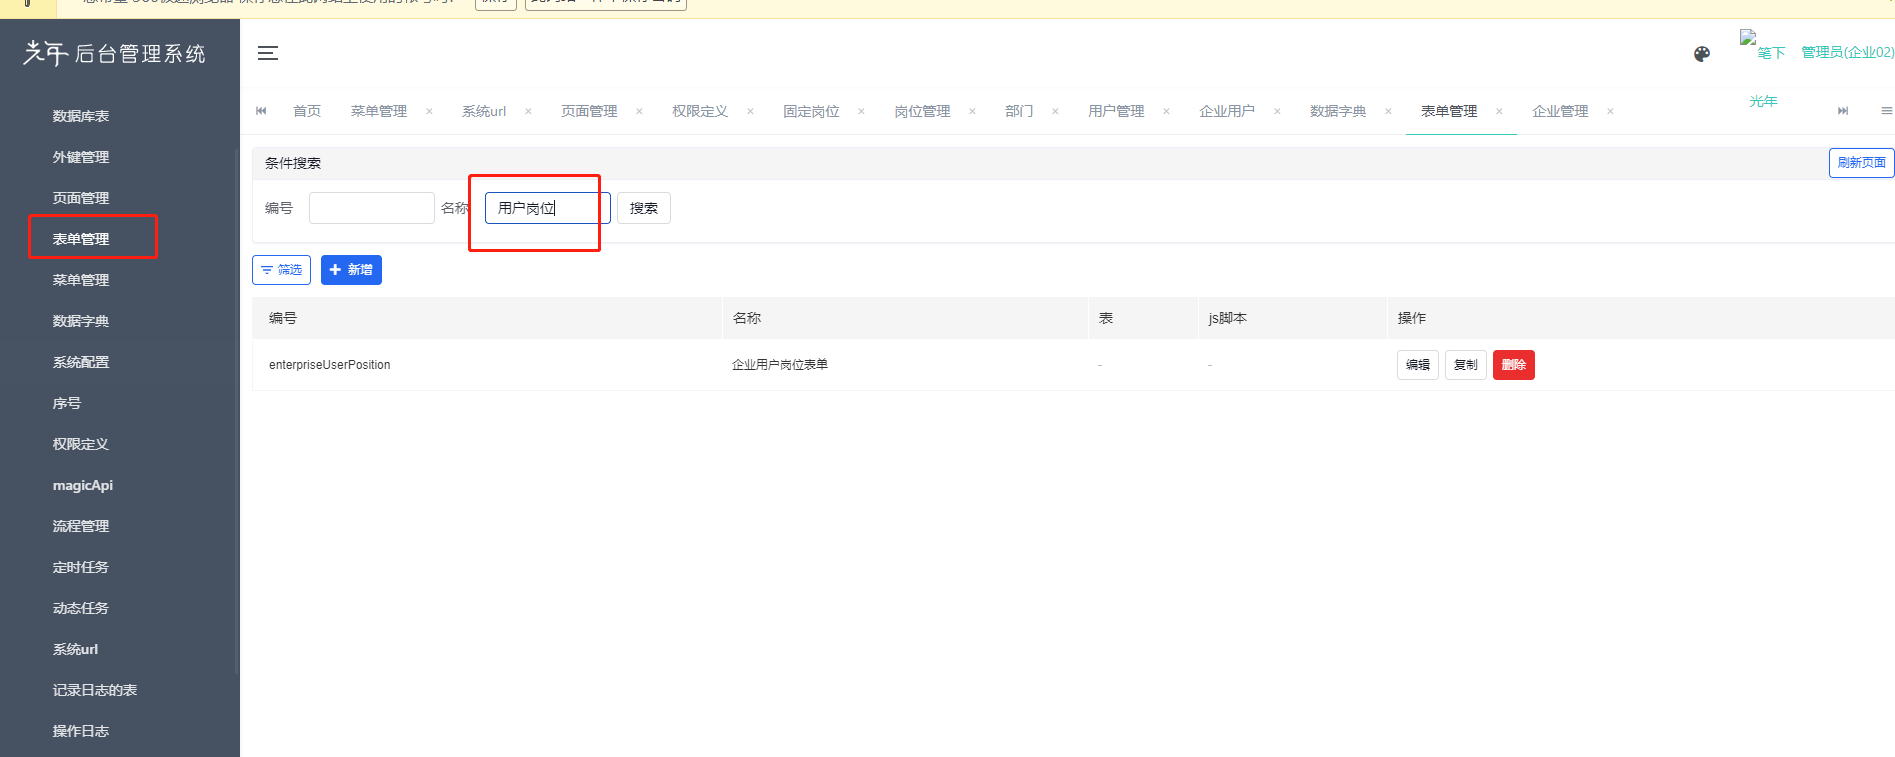 光年 后台管理系统
笔下光年
管理员(企业02)
首页 菜单管理 × 系统url × 页面管理 × 权限定义 × 固定岗位 × 岗位管理 × 部门 × 用户管理 × 企业用户 × 数据字典 × 表单管理 × 企业管理 ×
数据库表
外键管理
页面管理
表单管理
菜单管理
数据字典
系统配置
序号
权限定义
magicApi
流程管理
定时任务
动态任务
系统url
记录日志的表
操作日志
条件搜索 刷新页面
编号 名称 用户岗位 搜索
筛选 新增
编号 名称 表 js脚本 操作
enterpriseUserPosition 企业用户岗位表单 - - 编辑 复制 删除